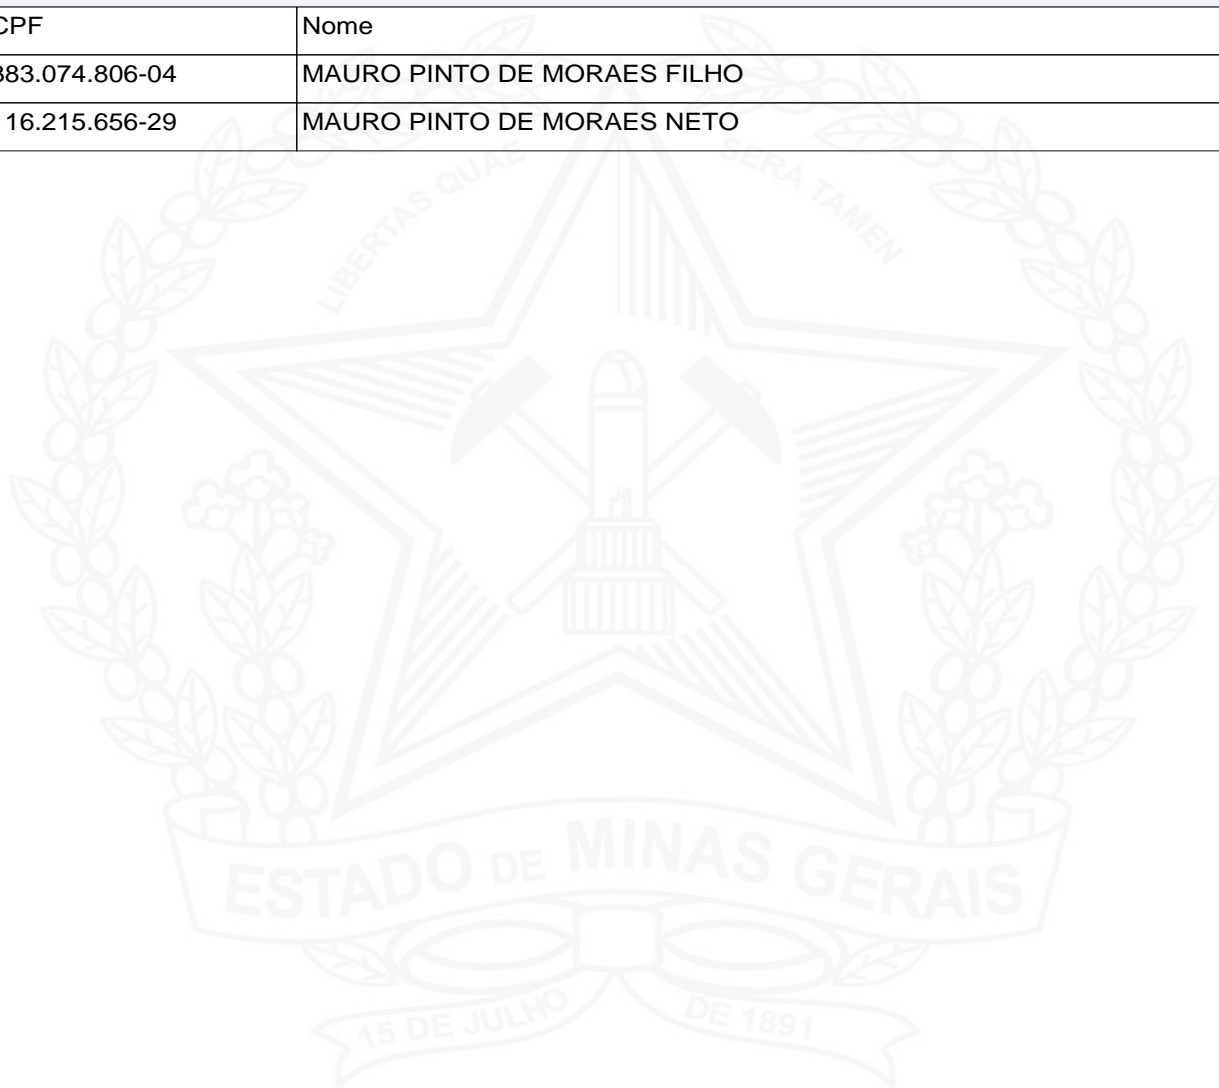 CPF Nome
883.074.806-04 MAURO PINTO DE MORAES FILHO
16.215.656-29 MAURO PINTO DE MORAES NETO
LIBERTAS QUAE SERA TAMEN
ESTADO DE MINAS GERAIS
15 DE JULHO DE 1891